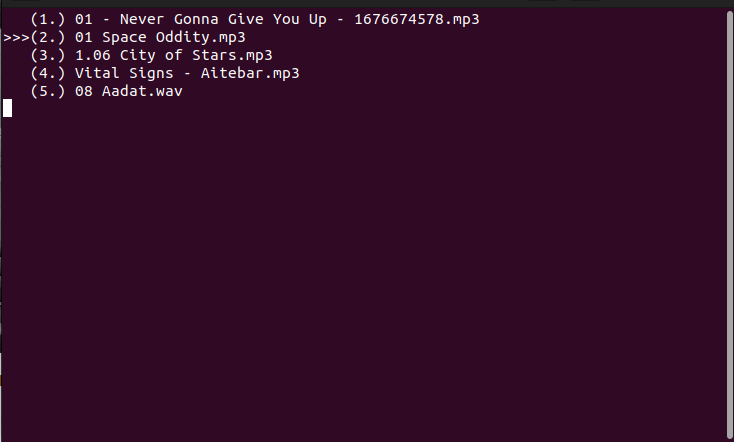 (1.) 01 - Never Gonna Give You Up - 1676674578.mp3
>>>(2.) 01 Space Oddity.mp3
(3.) 1.06 City of Stars.mp3
(4.) Vital Signs - Aitebar.mp3
(5.) 08 Aadat.wav